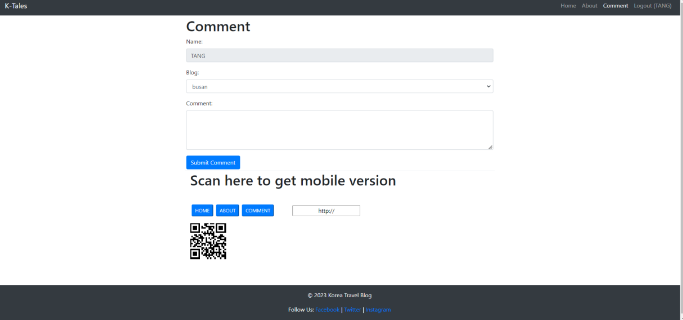 K-Tales
Home About Comment Logout [TANG]
Comment
Name:
TANG
Blog:
busan
Comment:
Submit Comment
Scan here to get mobile version
HOME ABOUT COMMENT http://
© 2023 Korea Travel Blog
Follow Us: Facebook | Twitter | Instagram